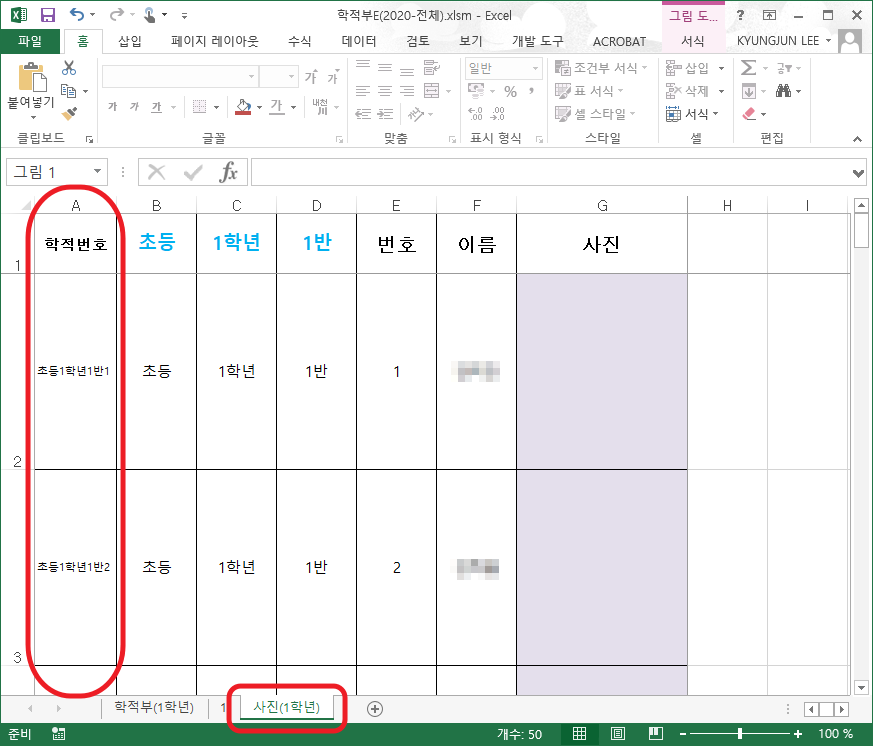 학적부E(2020-전체).xlsm - Excel
그림 도...
?
파일 홈 삽입 페이지 레이아웃 수식 데이터 검토 보기 개발 도구 ACROBAT 서식 KYUNGJUN LEE
붙여넣기
클립보드
가 가
가 가 가 가 내천
글꼴
맞춤
일반
% ,
표시 형식
조건부 서식
표 서식
셀 스타일
스타일
삽입
삭제
서식
셀
편집
그림 1
fx
A B C D E F G H I
1 학적번호 초등 1학년 1반 번호 이름 사진
2 초등1학년1반1 초등 1학년 1반 1
3 초등1학년1반2 초등 1학년 1반 2
학적부(1학년) 1 사진(1학년)
준비 개수: 50 100 %